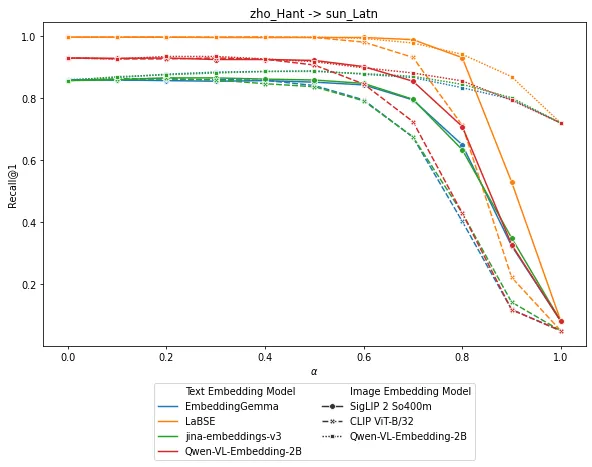 zho_Hant -> sun_Latn
Recall@1
1.0
0.8
0.6
0.4
0.2
0.0 0.2 0.4 0.6 0.8 1.0
α
Text Embedding Model Image Embedding Model
EmbeddingGemma SigLIP 2 So400m
LaBSE CLIP ViT-B/32
jina-embeddings-v3 Qwen-VL-Embedding-2B
Qwen-VL-Embedding-2B